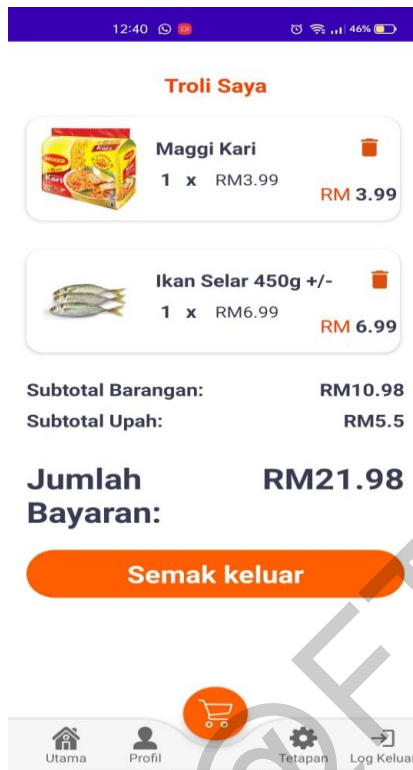 12:40
46%
Troli Saya
Maggi Kari
1 x RM3.99
RM 3.99
Ikan Selar 450g +/-
1 x RM6.99
RM 6.99
Subtotal Barangan: RM10.98
Subtotal Upah: RM5.5
Jumlah RM21.98
Bayaran:
Semak keluar
Utama Profil Tetapan Log Keluar